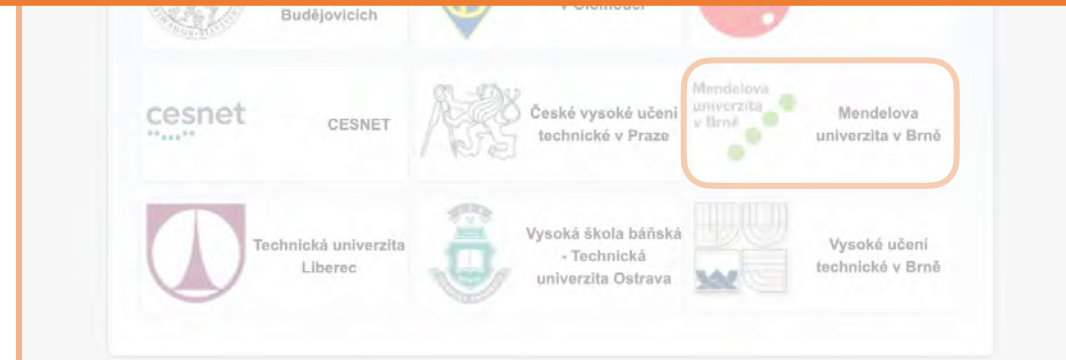 Budějovicích
v Olomouci
cesnet
CESNET
České vysoké učení
technické v Praze
Mendelova
univerzita
v Brně
Mendelova
univerzita v Brně
Technická univerzita
Liberec
Vysoká škola báňská
- Technická
univerzita Ostrava
Vysoké učení
technické v Brně